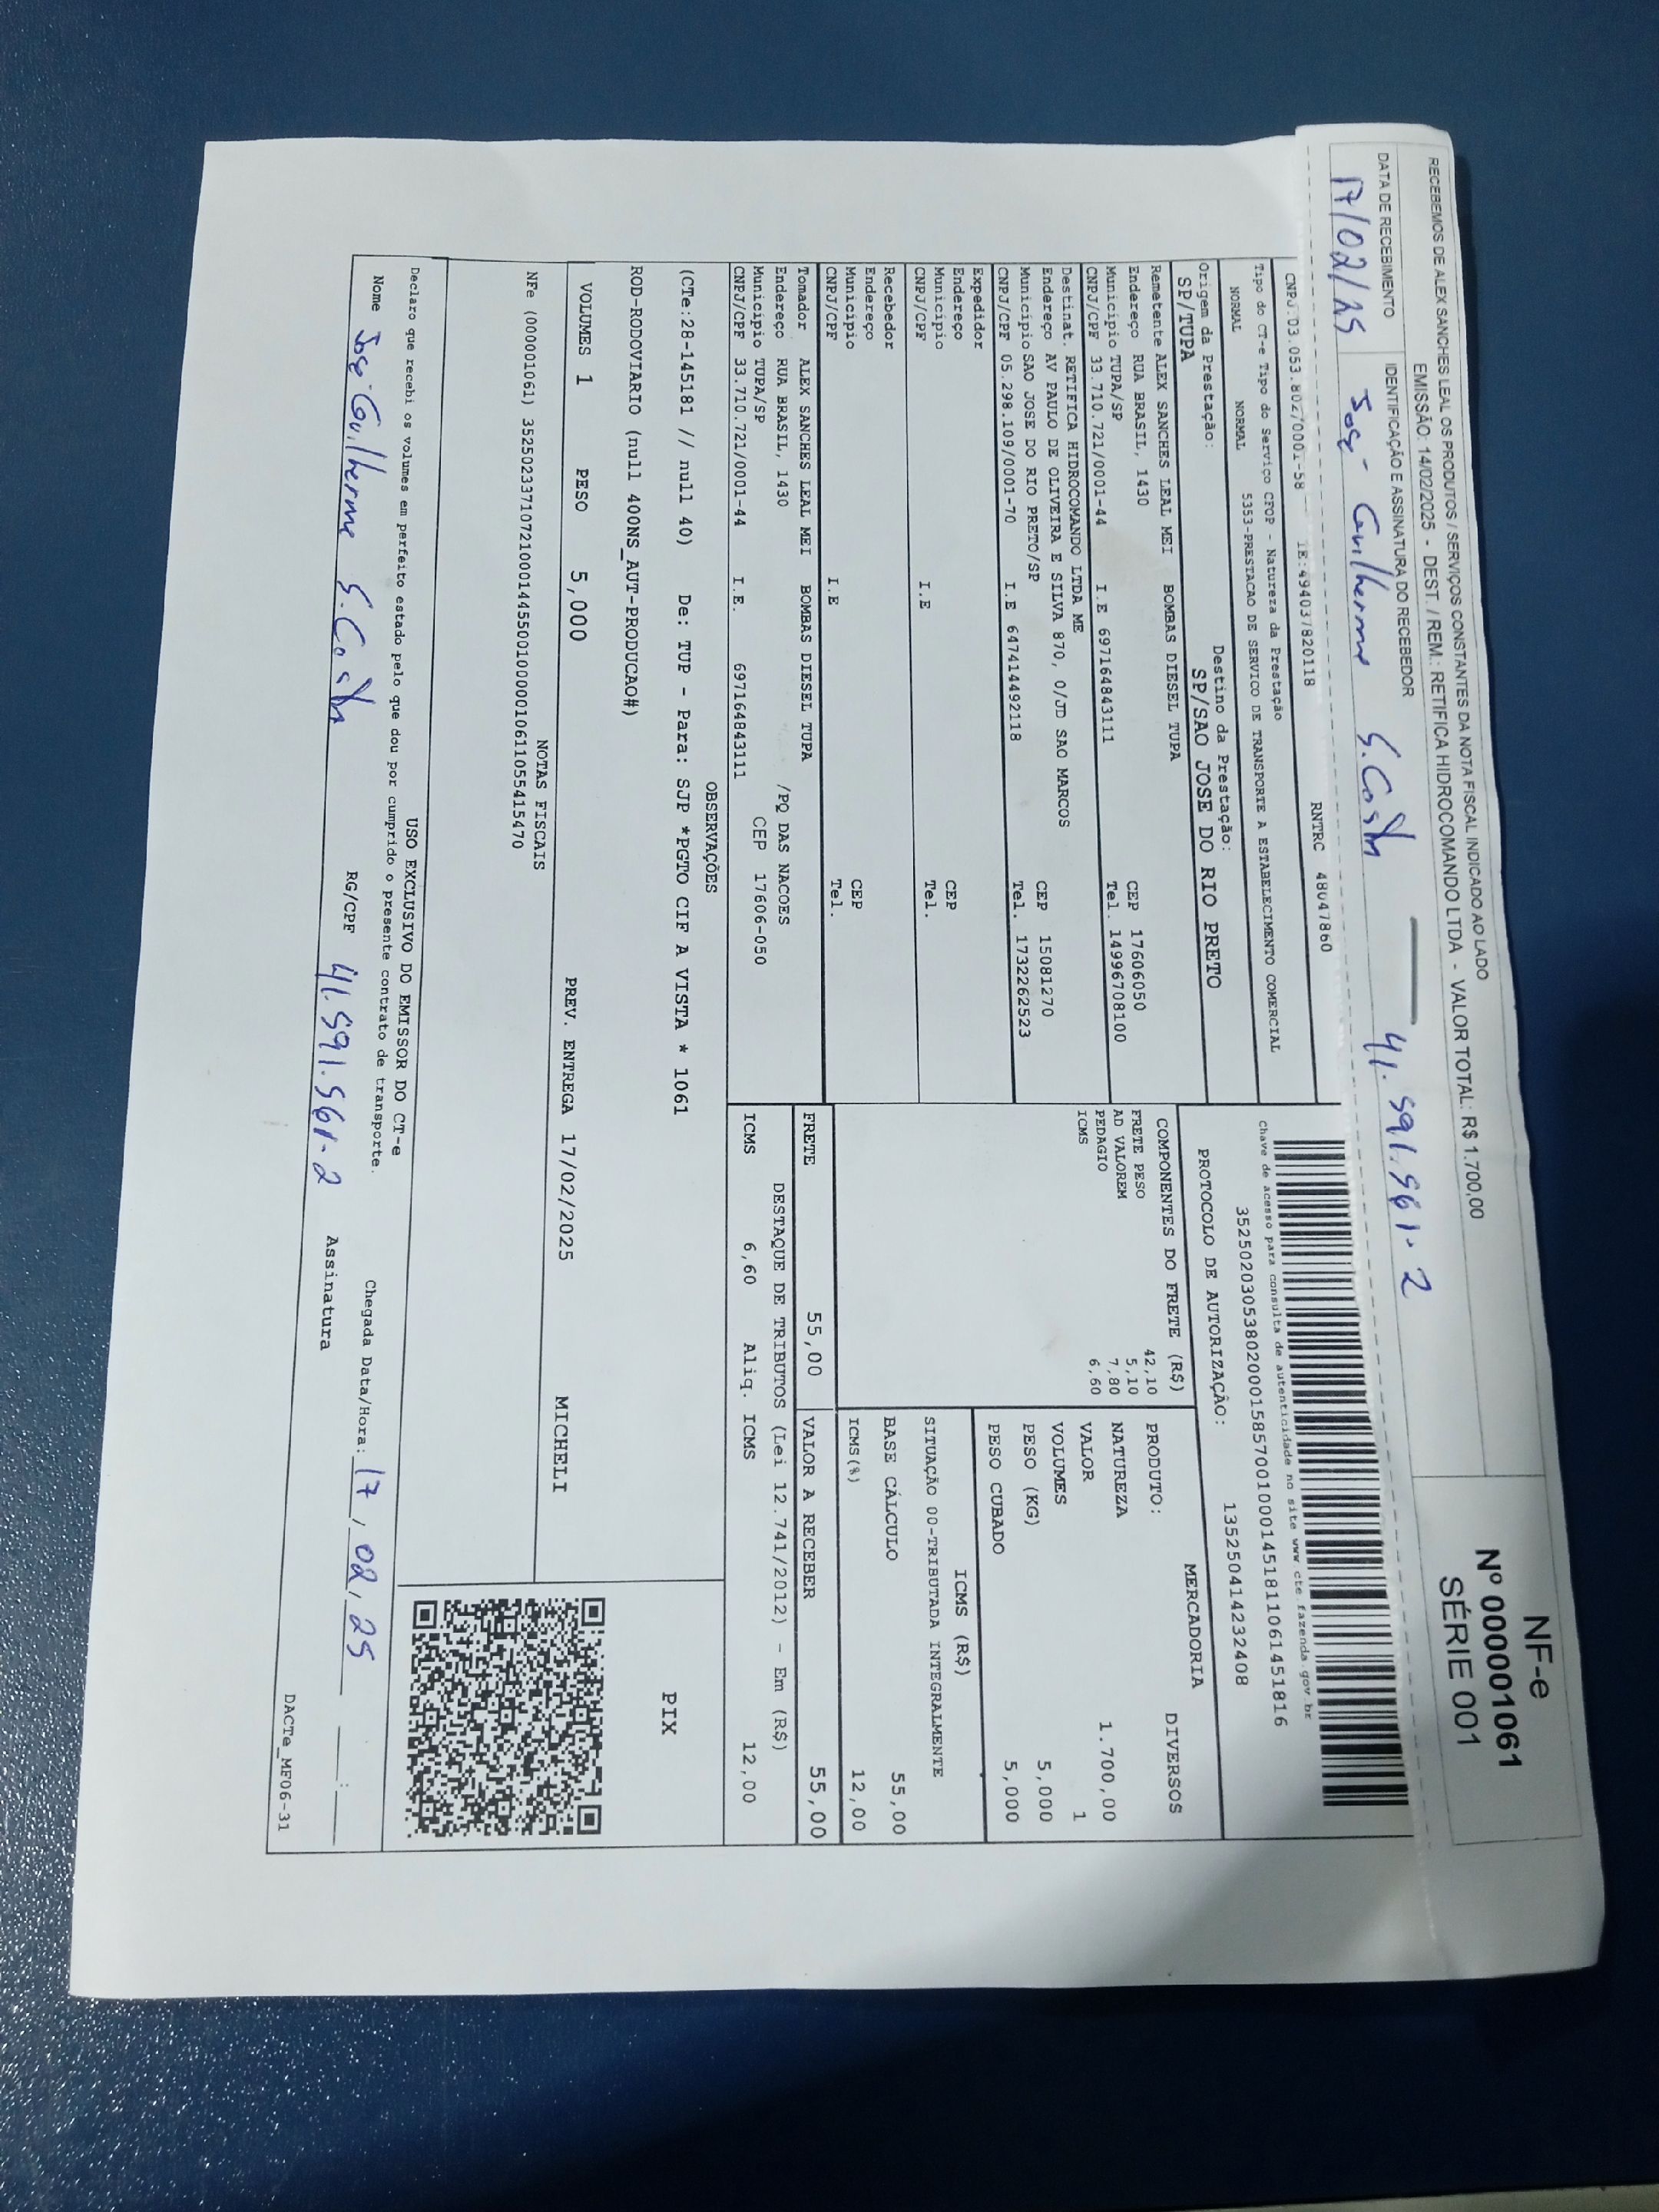 RECEBEMOS DE ALEX SANCHES LEAL OS PRODUTOS / SERVIÇOS CONSTANTES DA NOTA FISCAL INDICADO AO LADO
EMISSÃO: 14/02/2025 - DEST. / REM.: RETIFICA HIDROCOMANDO LTDA - VALOR TOTAL: R$ 1.700,00
NF-e
Nº 000001061
SÉRIE 001
DATA DE RECEBIMENTO
IDENTIFICAÇÃO E ASSINATURA DO RECEBEDOR
17/02/25
José Guilherme S. Costa
41.591.561-2
CNPJ:03.053.802/0001-58 IE:494037820118 RNTRC 48047860
Tipo do CT-e Tipo do Serviço CFOP - Natureza da Prestação
NORMAL NORMAL 5353-PRESTACAO DE SERVICO DE TRANSPORTE A ESTABELECIMENTO COMERCIAL
Chave de acesso para consulta de autenticidade no site www.cte.fazenda.gov.br
35250203053802000158570010001451811061451816
PROTOCOLO DE AUTORIZAÇÃO: 135250414232408
Origem da Prestação: Destino da Prestação:
SP/TUPA SP/SAO JOSE DO RIO PRETO
Remetente ALEX SANCHES LEAL MEI BOMBAS DIESEL TUPA
Endereço RUA BRASIL, 1430 CEP 17606050
Municipio TUPA/SP Tel. 14996708100
CNPJ/CPF 33.710.721/0001-44 I.E 697164843111
Destinat. RETIFICA HIDROCOMANDO LTDA ME
Endereço AV PAULO DE OLIVEIRA E SILVA 870, 0/JD SAO MARCOS
Municipio SAO JOSE DO RIO PRETO/SP CEP 15081270
CNPJ/CPF 05.298.109/0001-70 I.E 647414492118 Tel. 1732262523
Expedidor
Endereço
Municipio CEP
CNPJ/CPF I.E Tel.
Recebedor
Endereço
Municipio CEP
CNPJ/CPF I.E Tel.
Tomador ALEX SANCHES LEAL MEI BOMBAS DIESEL TUPA
Endereço RUA BRASIL, 1430 /PQ DAS NACOES
Municipio TUPA/SP CEP 17606-050
CNPJ/CPF 33.710.721/0001-44 I.E. 697164843111
COMPONENTES DO FRETE (R$)
FRETE PESO 42,10
AD VALOREM 5,10
PEDAGIO 7,80
ICMS 6,60
MERCADORIA
PRODUTO: DIVERSOS
NATUREZA
VALOR 1.700,00
VOLUMES 1
PESO (KG) 5,000
PESO CUBADO 5,000
ICMS (R$)
SITUAÇÃO 00-TRIBUTADA INTEGRALMENTE
BASE CÁLCULO 55,00
ICMS(%) 12,00
FRETE 55,00 VALOR A RECEBER 55,00
DESTAQUE DE TRIBUTOS (Lei 12.741/2012) - Em (R$)
ICMS 6,60 Aliq. ICMS 12,00
OBSERVAÇÕES
(CTe:28-145181 // null 40) De: TUP - Para: SJP *PGTO CIF A VISTA * 1061
ROD-RODOVIARIO (null 400NS_AUT-PRODUCAO#)
PIX
VOLUMES 1 PESO 5,000 PREV. ENTREGA 17/02/2025 MICHELI
NOTAS FISCAIS
NFe (000001061) 35250233710721000144550010000010611055415470
USO EXCLUSIVO DO EMISSOR DO CT-e
Declaro que recebi os volumes em perfeito estado pelo que dou por cumprido o presente contrato de transporte.
Chegada Data/Hora: 17/02/25 __:__
Nome José Guilherme S. Costa RG/CPF 41.591.561-2 Assinatura
DACTe_MF06-31